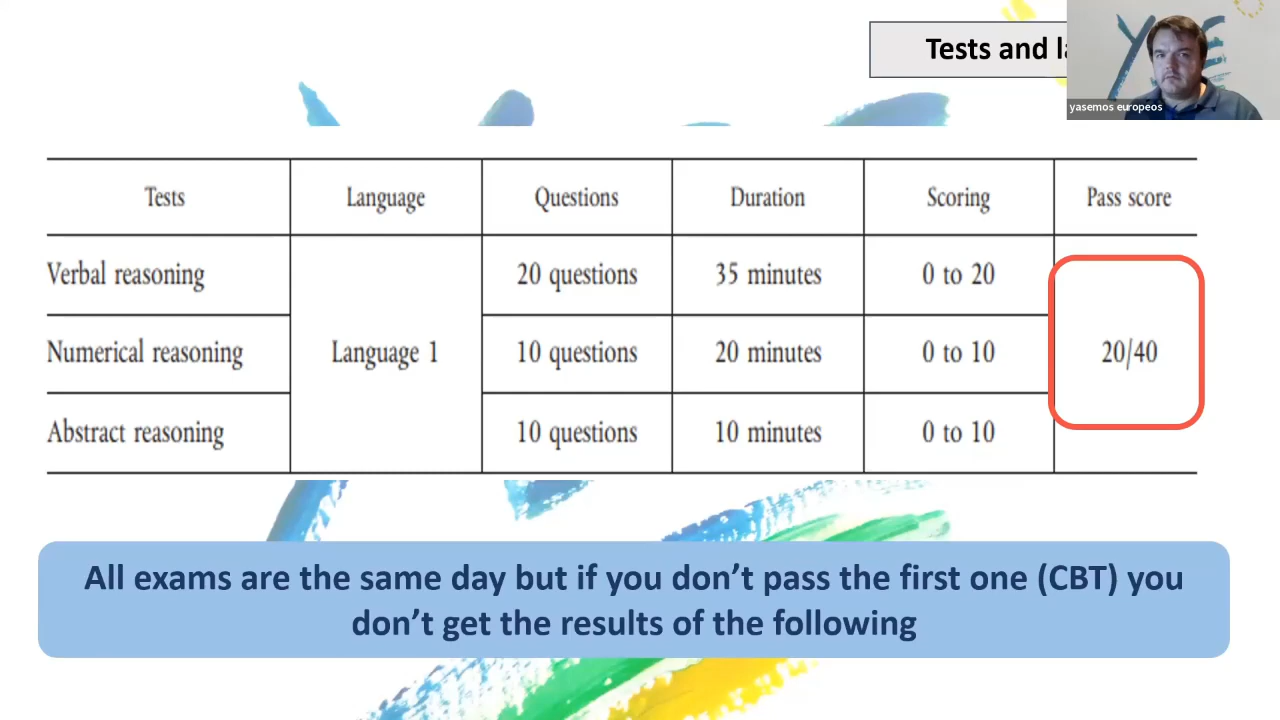 Tests and
yasemos europeos
Tests Language Questions Duration Scoring Pass score
Verbal reasoning 20 questions 35 minutes 0 to 20
Numerical reasoning Language 1 10 questions 20 minutes 0 to 10 20/40
Abstract reasoning 10 questions 10 minutes 0 to 10
All exams are the same day but if you don't pass the first one (CBT) you
don't get the results of the following